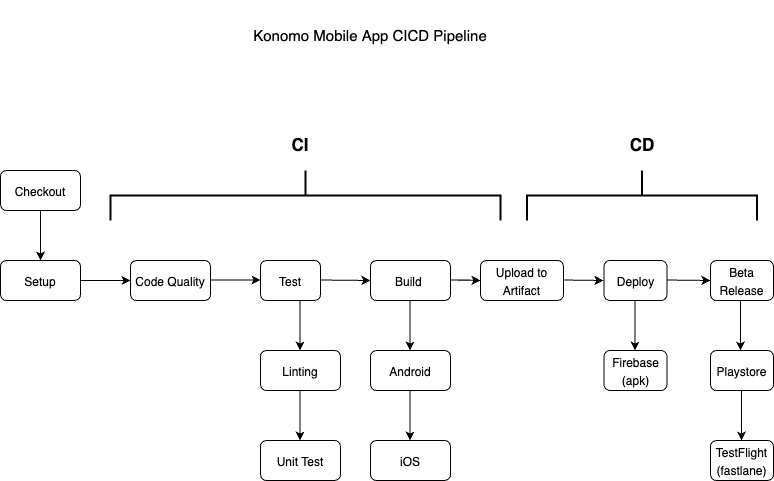 Konomo Mobile App CICD Pipeline
CI
CD
Checkout
Setup
Code Quality
Test
Build
Upload to
Artifact
Deploy
Beta
Release
Linting
Android
Firebase
(apk)
Playstore
Unit Test
iOS
TestFlight
(fastlane)